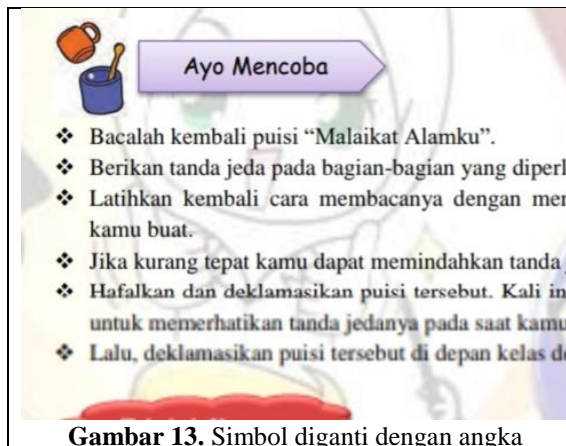 Ayo Mencoba
❖ Bacalah kembali puisi “Malaikat Alamku”.
❖ Berikan tanda jeda pada bagian-bagian yang diperl
❖ Latihkan kembali cara membacanya dengan mer
kamu buat.
❖ Jika kurang tepat kamu dapat memindahkan tanda
❖ Hafalkan dan deklamasikan puisi tersebut. Kali in
untuk memerhatikan tanda jedanya pada saat kamu
❖ Lalu, deklamasikan puisi tersebut di depan kelas de
Gambar 13. Simbol diganti dengan angka